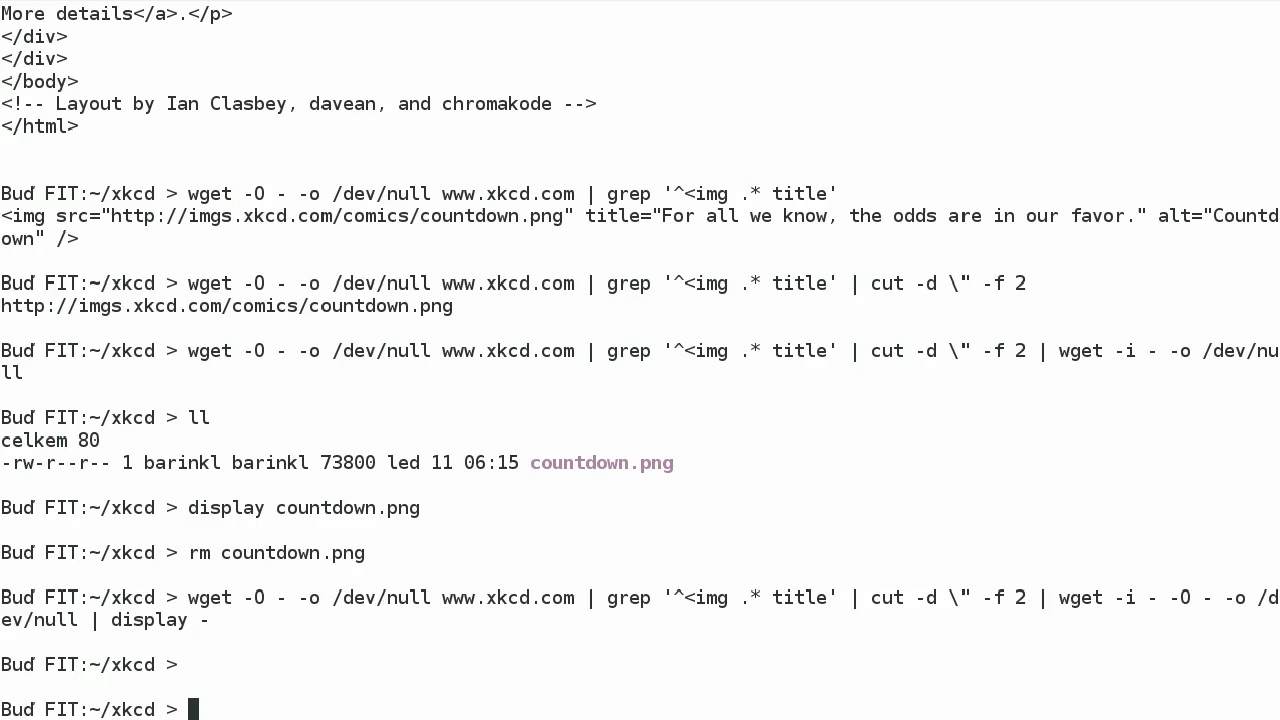 More details</a>.</p>
</div>
</div>
</body>
<!-- Layout by Ian Clasbey, davean, and chromakode -->
</html>
Buď FIT:~/xkcd > wget -O - -o /dev/null www.xkcd.com | grep '^<img .* title'
<img src="http://imgs.xkcd.com/comics/countdown.png" title="For all we know, the odds are in our favor." alt="Countd
own" />
Buď FIT:~/xkcd > wget -O - -o /dev/null www.xkcd.com | grep '^<img .* title' | cut -d \" -f 2
http://imgs.xkcd.com/comics/countdown.png
Buď FIT:~/xkcd > wget -O - -o /dev/null www.xkcd.com | grep '^<img .* title' | cut -d \" -f 2 | wget -i - -o /dev/nu
ll
Buď FIT:~/xkcd > ll
celkem 80
-rw-r--r-- 1 barinkl barinkl 73800 led 11 06:15 countdown.png
Buď FIT:~/xkcd > display countdown.png
Buď FIT:~/xkcd > rm countdown.png
Buď FIT:~/xkcd > wget -O - -o /dev/null www.xkcd.com | grep '^<img .* title' | cut -d \" -f 2 | wget -i - -O - -o /d
ev/null | display -
Buď FIT:~/xkcd >
Buď FIT:~/xkcd >